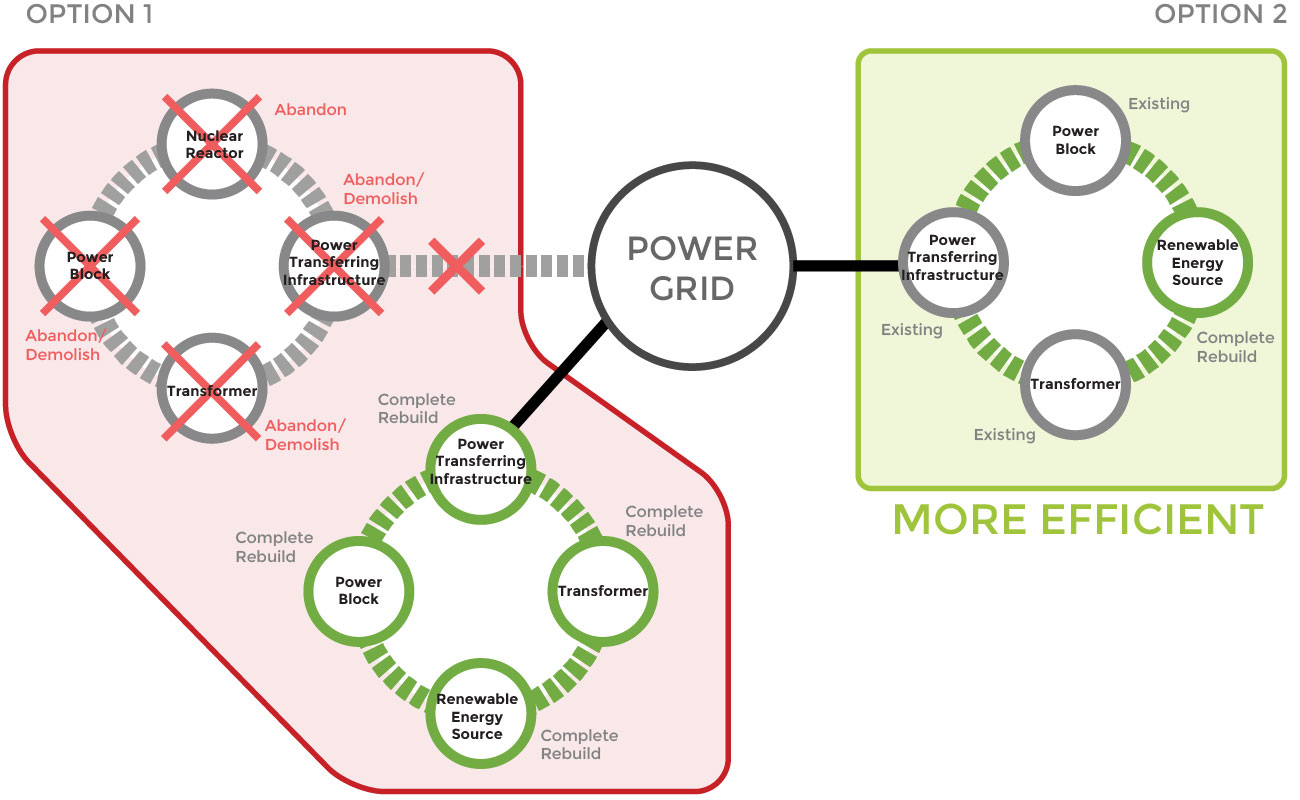 OPTION 1
OPTION 2
Nuclear
Reactor
Abandon
Abandon/
Demolish
Power
Block
Power
Transferring
Infrastructure
Abandon/
Demolish
Transformer
Abandon/
Demolish
POWER
GRID
Complete
Rebuild
Power
Transferring
Infrastructure
Complete
Rebuild
Power
Block
Complete
Rebuild
Transformer
Renewable
Energy
Source
Complete
Rebuild
Power
Block
Existing
Power
Transferring
Infrastructure
Existing
Renewable
Energy
Source
Complete
Rebuild
Transformer
Existing
MORE EFFICIENT